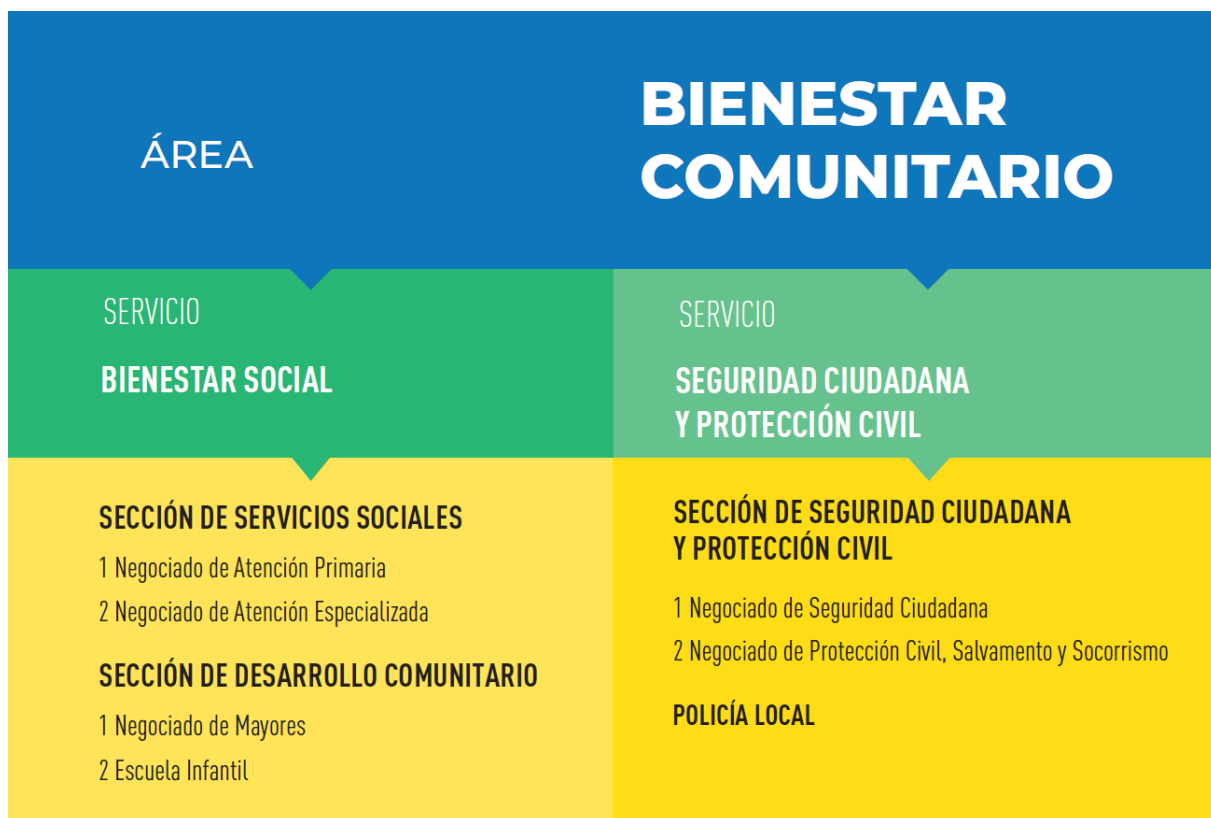 ÁREA
BIENESTAR
COMUNITARIO
SERVICIO
BIENESTAR SOCIAL
SECCIÓN DE SERVICIOS SOCIALES
1 Negociado de Atención Primaria
2 Negociado de Atención Especializada
SECCIÓN DE DESARROLLO COMUNITARIO
1 Negociado de Mayores
2 Escuela Infantil
SERVICIO
SEGURIDAD CIUDADANA
Y PROTECCIÓN CIVIL
SECCIÓN DE SEGURIDAD CIUDADANA
Y PROTECCIÓN CIVIL
1 Negociado de Seguridad Ciudadana
2 Negociado de Protección Civil, Salvamento y Socorrismo
POLICÍA LOCAL